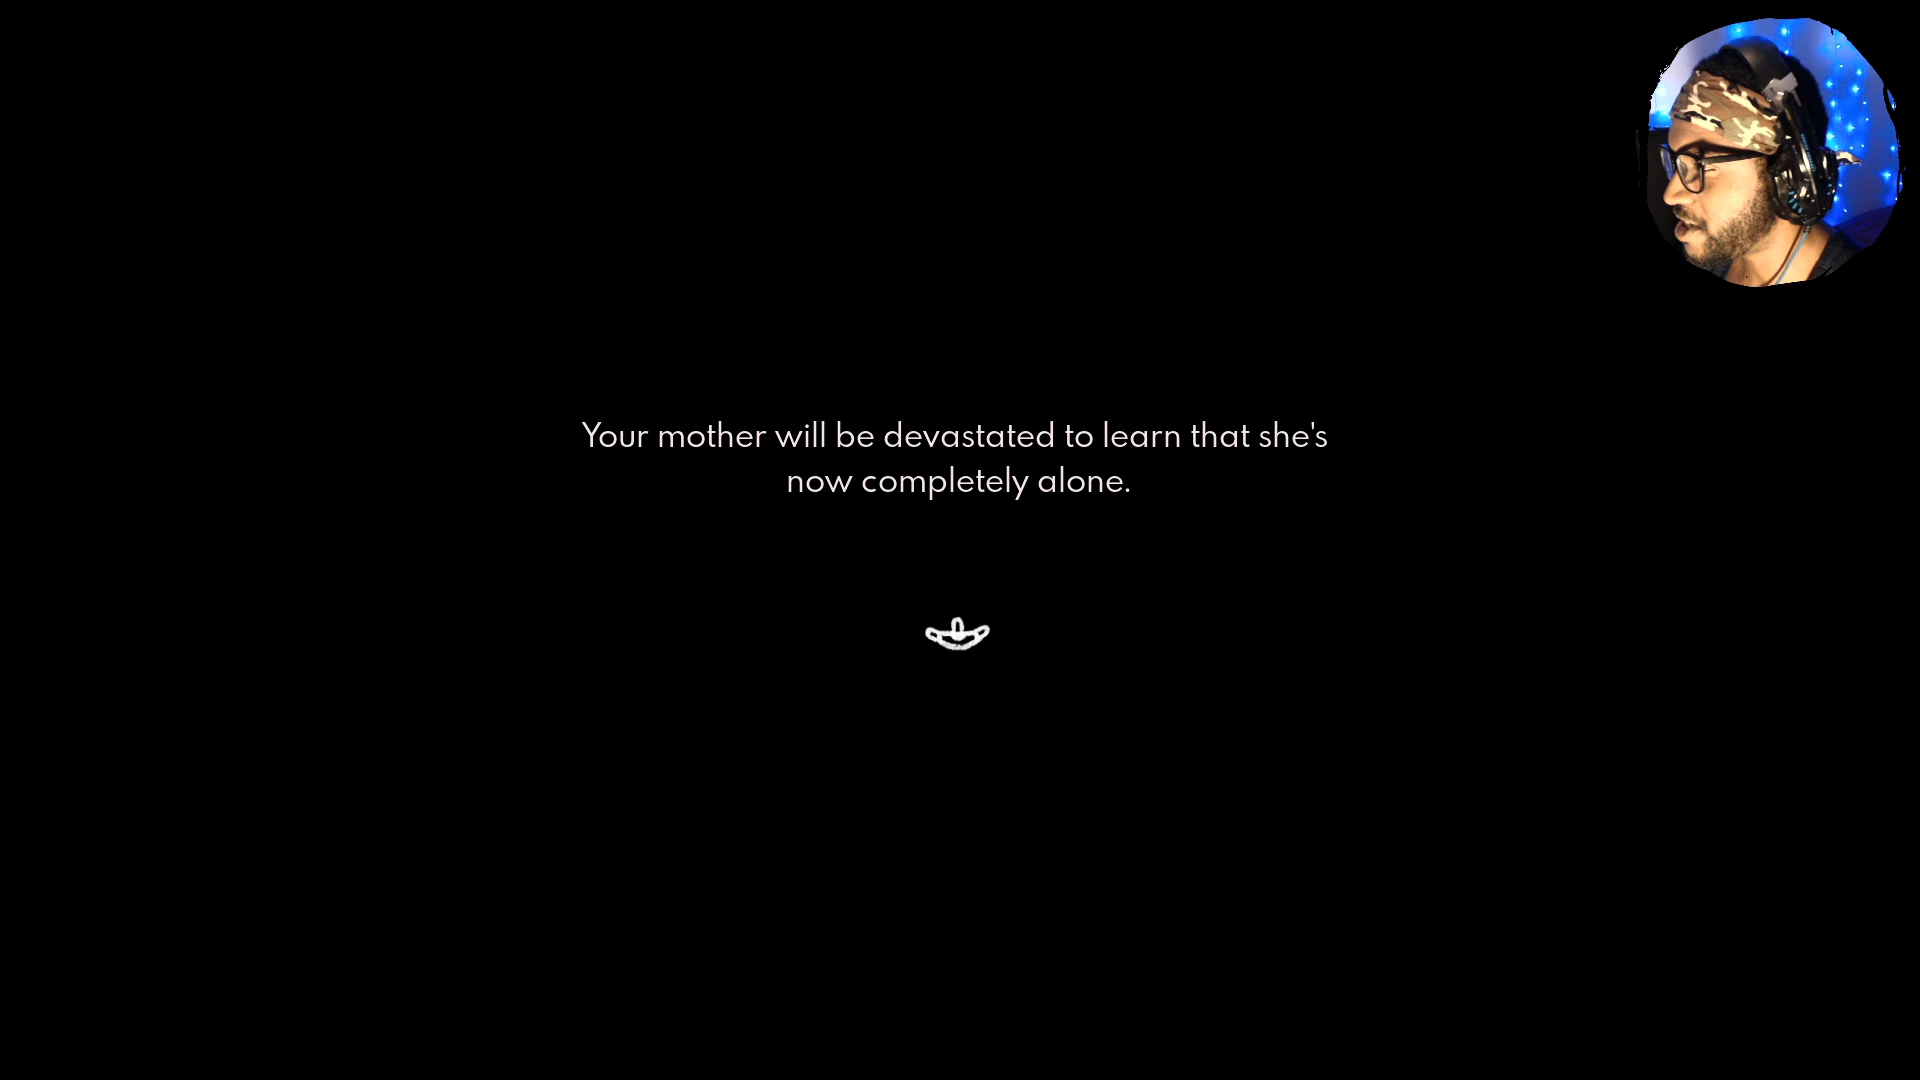 Your mother will be devastated to learn that she's
now completely alone.